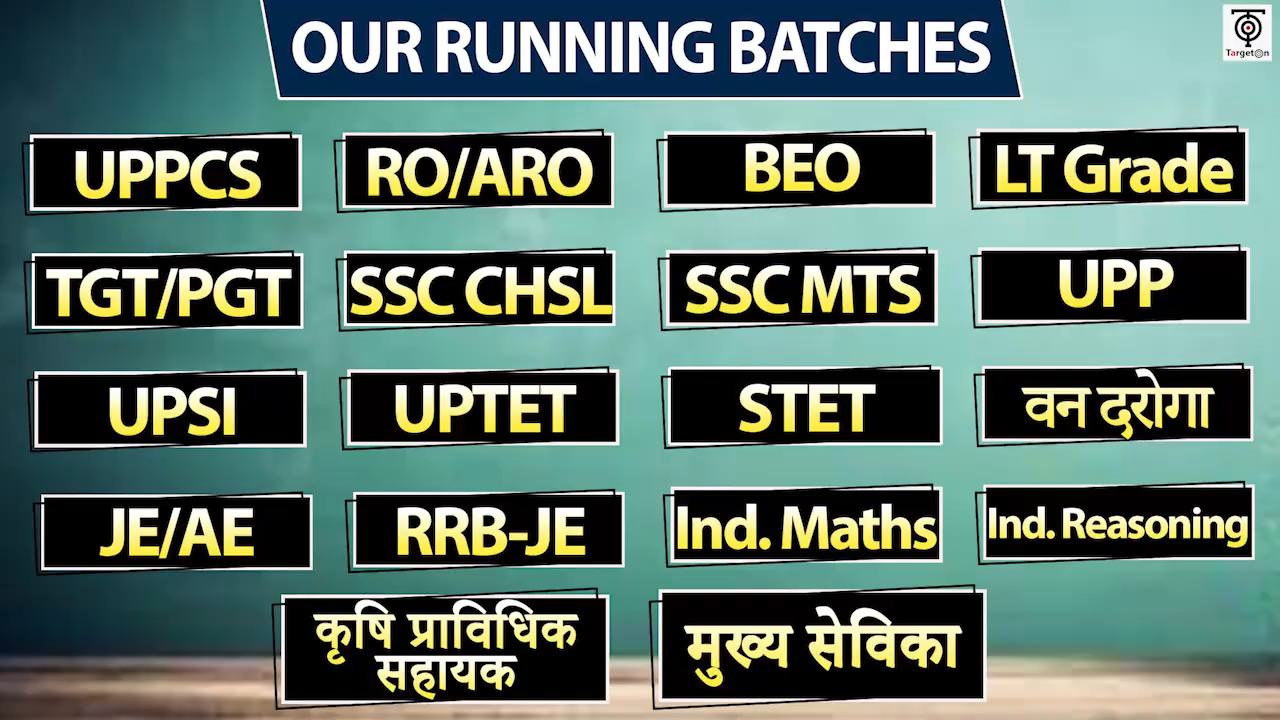 OUR RUNNING BATCHES
TargetOn
UPPCS
RO/ARO
BEO
LT Grade
TGT/PGT
SSC CHSL
SSC MTS
UPP
UPSI
UPTET
STET
वन दरोगा
JE/AE
RRB-JE
Ind. Maths
Ind. Reasoning
कृषि प्राविधिक
सहायक
मुख्य सेविका